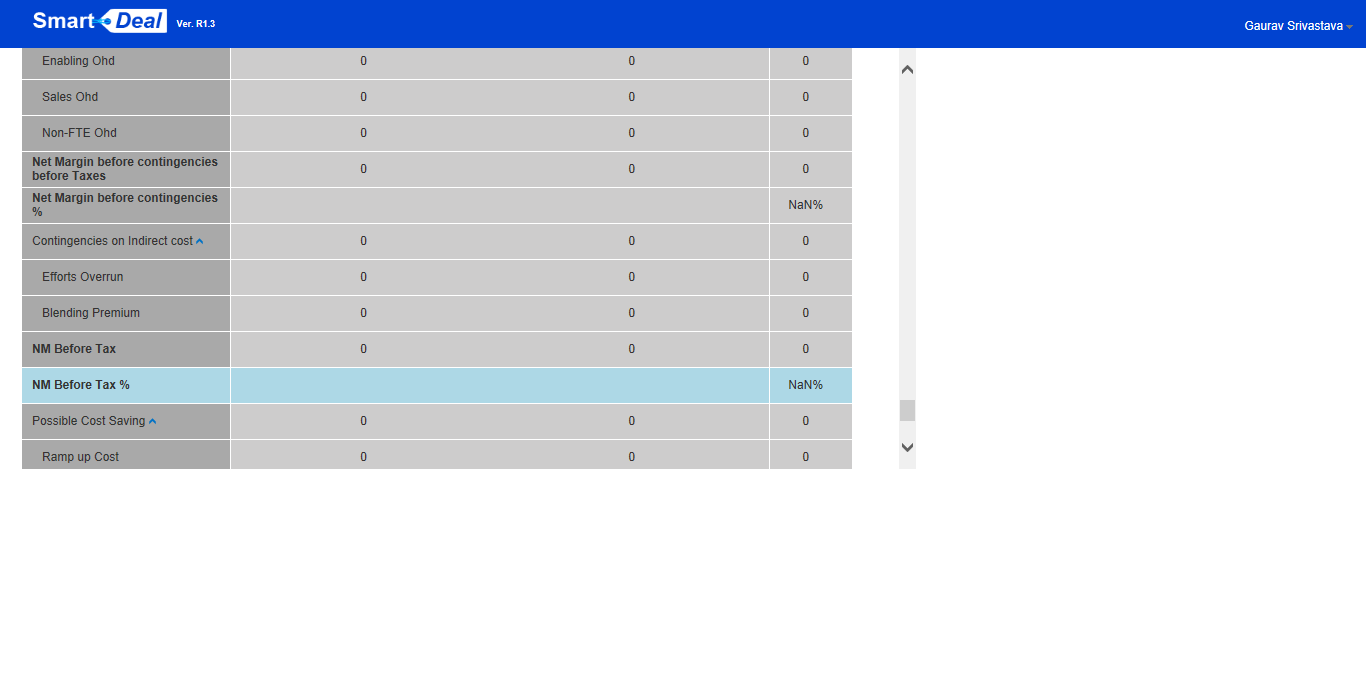 Smart Deal Ver. R1.3
Gaurav Srivastava
Enabling Ohd 0 0 0
Sales Ohd 0 0 0
Non-FTE Ohd 0 0 0
Net Margin before contingencies
before Taxes 0 0 0
Net Margin before contingencies
% NaN%
Contingencies on Indirect cost 0 0 0
Efforts Overrun 0 0 0
Blending Premium 0 0 0
NM Before Tax 0 0 0
NM Before Tax % NaN%
Possible Cost Saving 0 0 0
Ramp up Cost 0 0 0